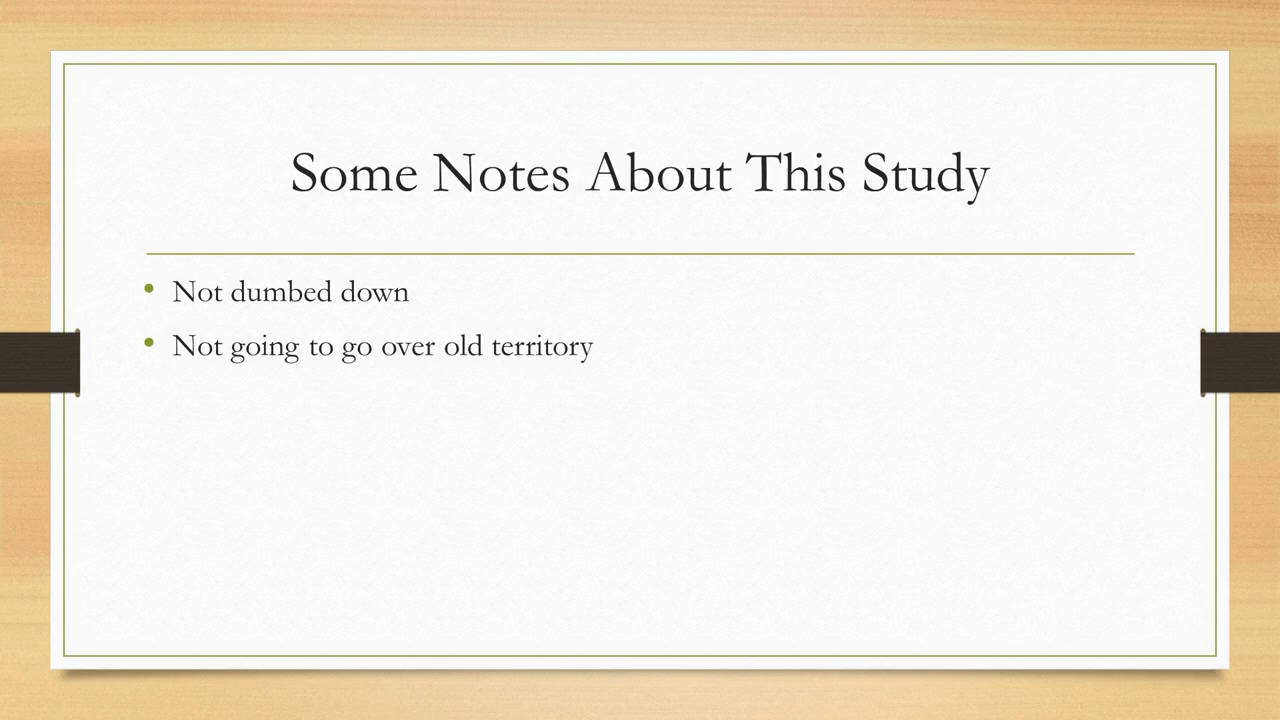 Some Notes About This Study
• Not dumbed down
• Not going to go over old territory